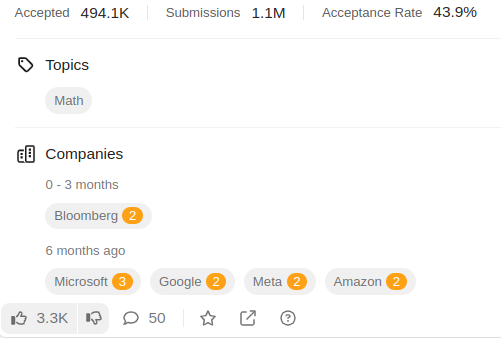 Accepted 494.1K Submissions 1.1M Acceptance Rate 43.9%
Topics
Math
Companies
0 - 3 months
Bloomberg 2
6 months ago
Microsoft 3 Google 2 Meta 2 Amazon 2
3.3K 50